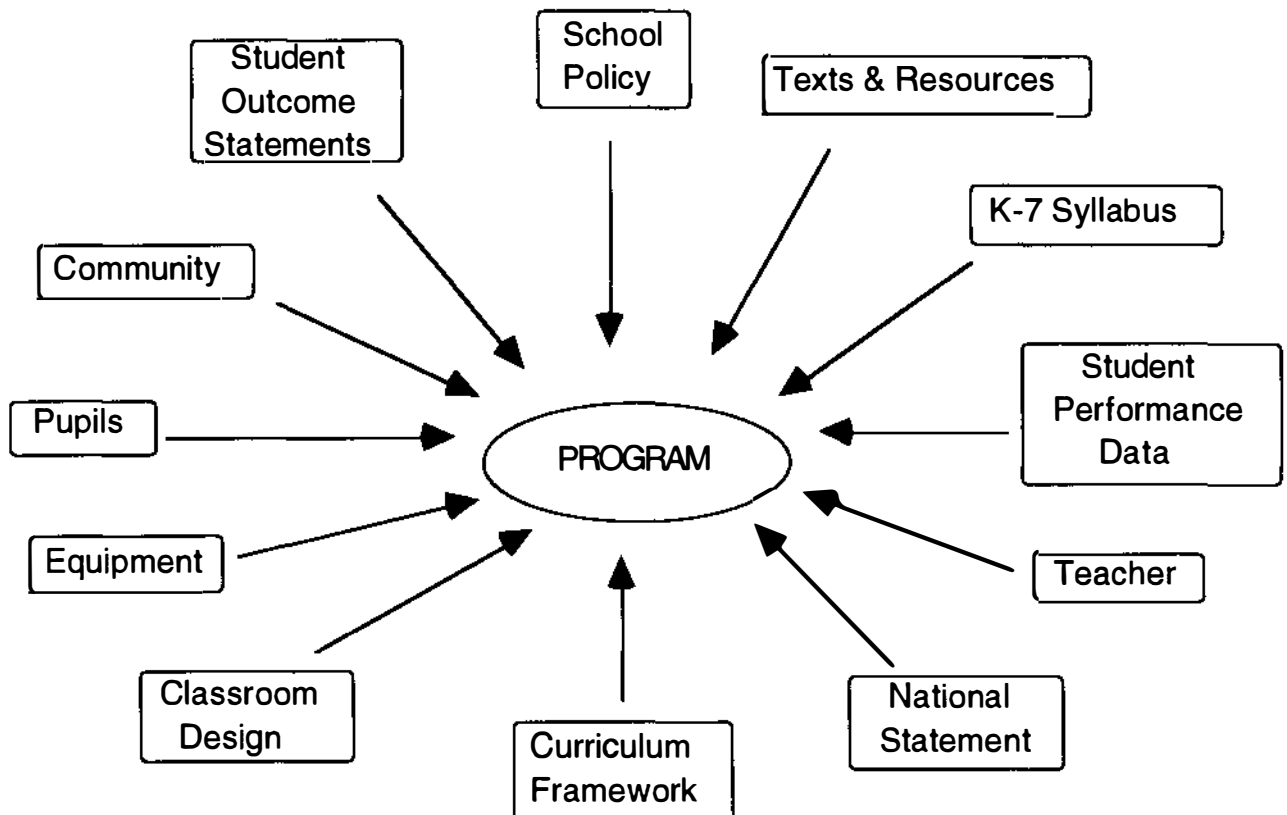 School
Policy
Student
Outcome
Statements
Texts & Resources
K-7 Syllabus
Community
Student
Performance
Data
Pupils
PROGRAM
Equipment
Teacher
Classroom
Design
National
Statement
Curriculum
Framework